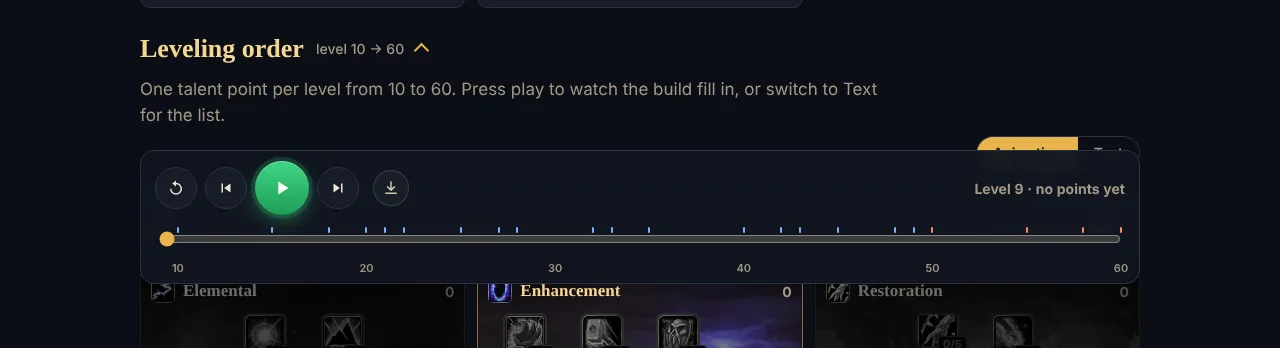 Leveling order level 10 → 60
One talent point per level from 10 to 60. Press play to watch the build fill in, or switch to Text
for the list.
Level 9 · no points yet
10 20 30 40 50 60
Elemental 0 Enhancement 0 Restoration 0
0/5